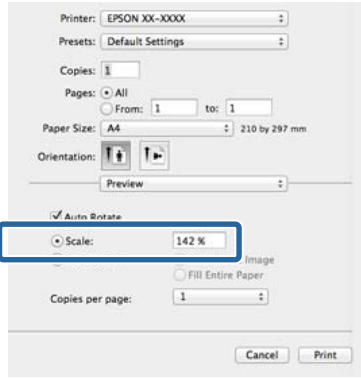 Printer: EPSON XX-XXXX
Presets: Default Settings
Copies: 1
Pages: All
From: 1 to: 1
Paper Size: A4 210 by 297 mm
Orientation:
Preview
Auto Rotate
Scale: 142 %
Image
Fill Entire Paper
Copies per page: 1
Cancel Print